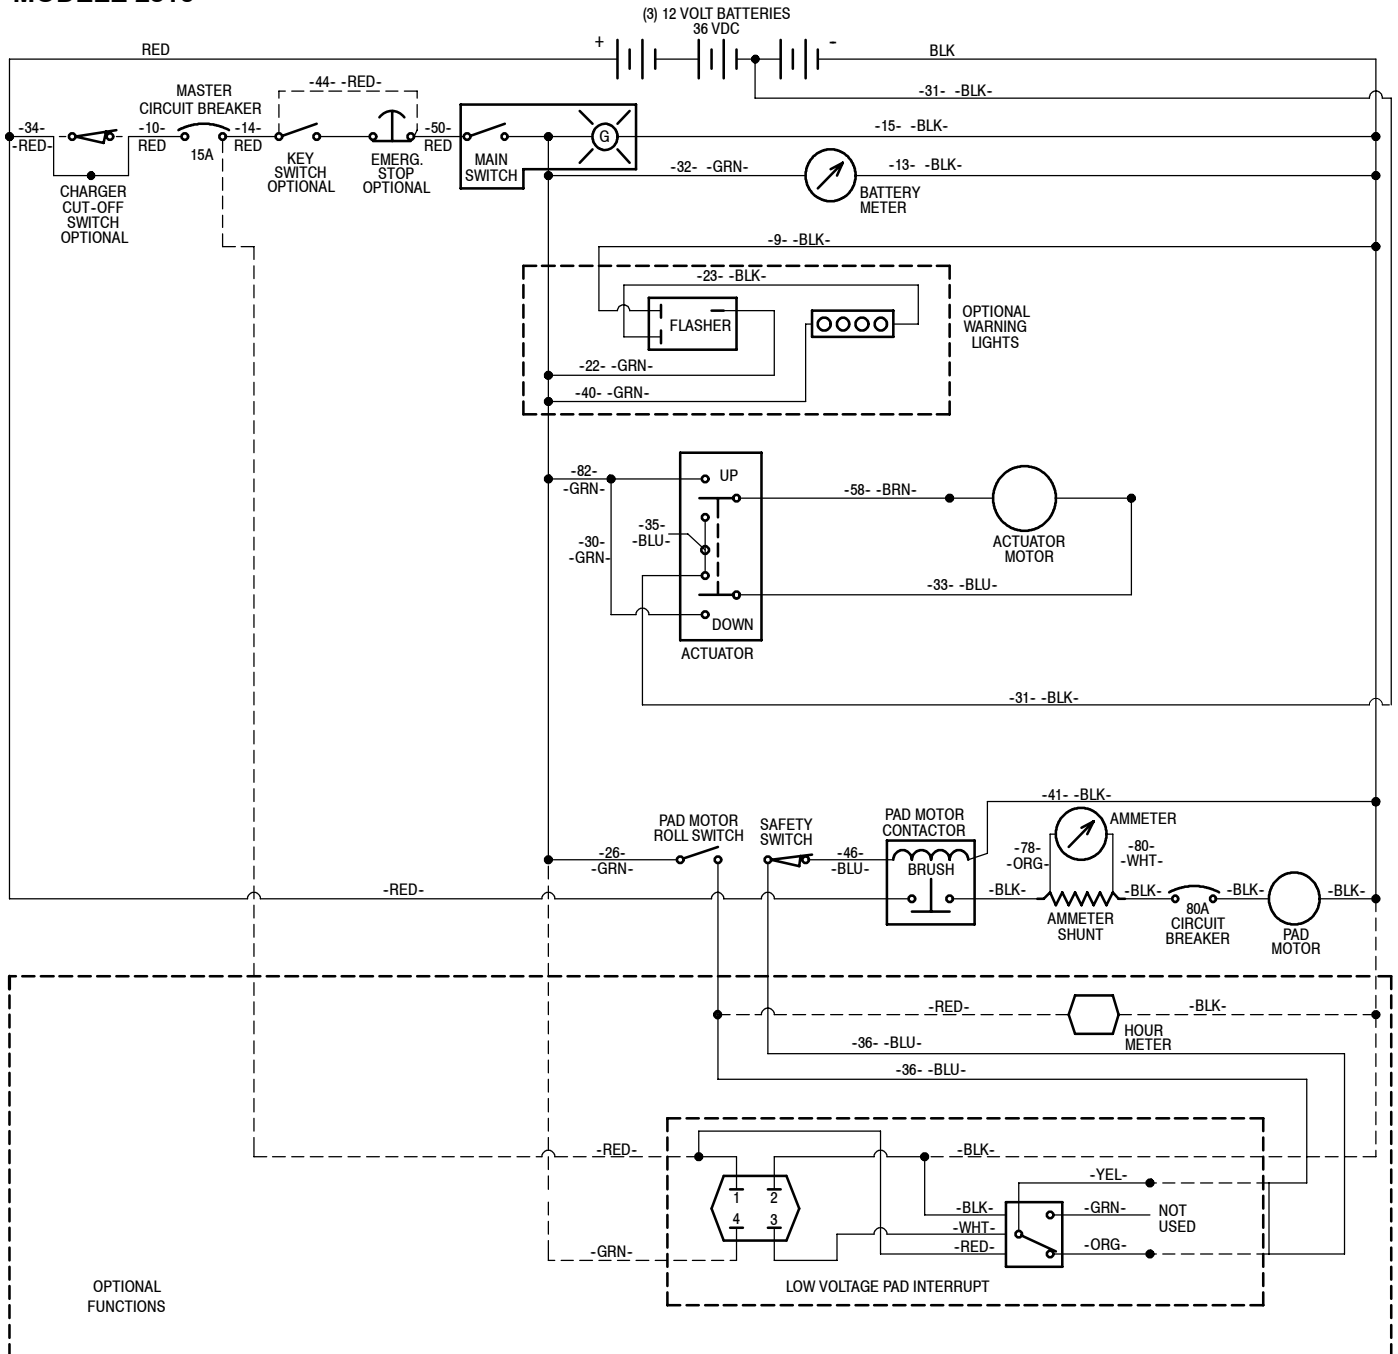 (3) 12 VOLT BATTERIES
36 VDC
+
-
RED
BLK
-44- -RED-
-31- -BLK-
MASTER
CIRCUIT BREAKER
-34-
-RED-
-10-
RED
15A
-14-
RED
-50-
RED
G
-15- -BLK-
KEY
SWITCH
OPTIONAL
EMERG.
STOP
OPTIONAL
MAIN
SWITCH
-32- -GRN-
-13- -BLK-
BATTERY
METER
CHARGER
CUT-OFF
SWITCH
OPTIONAL
-9- -BLK-
-23- -BLK-
FLASHER
OPTIONAL
WARNING
LIGHTS
-22- -GRN-
-40- -GRN-
-82-
-GRN-
UP
-58- -BRN-
-35-
-BLU-
-30-
-GRN-
ACTUATOR
MOTOR
-33- -BLU-
DOWN
ACTUATOR
-31- -BLK-
-41- -BLK-
PAD MOTOR
ROLL SWITCH
SAFETY
SWITCH
PAD MOTOR
CONTACTOR
AMMETER
-26-
-GRN-
-46-
-BLU-
BRUSH
-78-
-ORG-
-80-
-WHT-
-RED-
-BLK-
-BLK-
-BLK-
-BLK-
AMMETER
SHUNT
80A
CIRCUIT
BREAKER
PAD
MOTOR
-RED-
-BLK-
HOUR
METER
-36- -BLU-
-36- -BLU-
-RED-
-BLK-
-YEL-
1
2
4
3
-BLK-
-GRN-
NOT
USED
-WHT-
-RED-
-ORG-
-GRN-
LOW VOLTAGE PAD INTERRUPT
OPTIONAL
FUNCTIONS